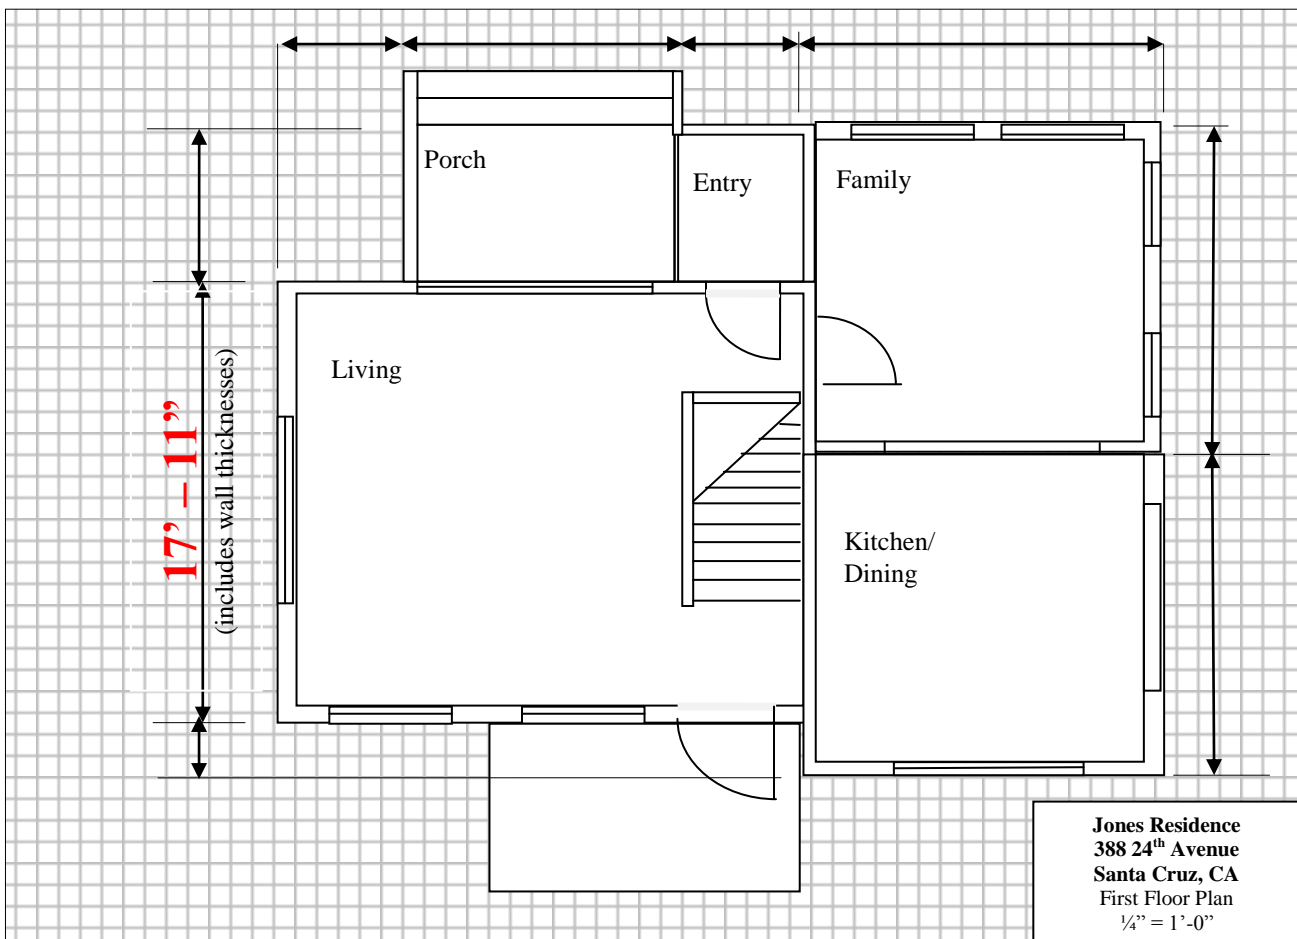 Porch
Entry
Family
Living
17’ – 11”
(includes wall thicknesses)
Kitchen/
Dining
Jones Residence
388 24th Avenue
Santa Cruz, CA
First Floor Plan
¼” = 1’-0”